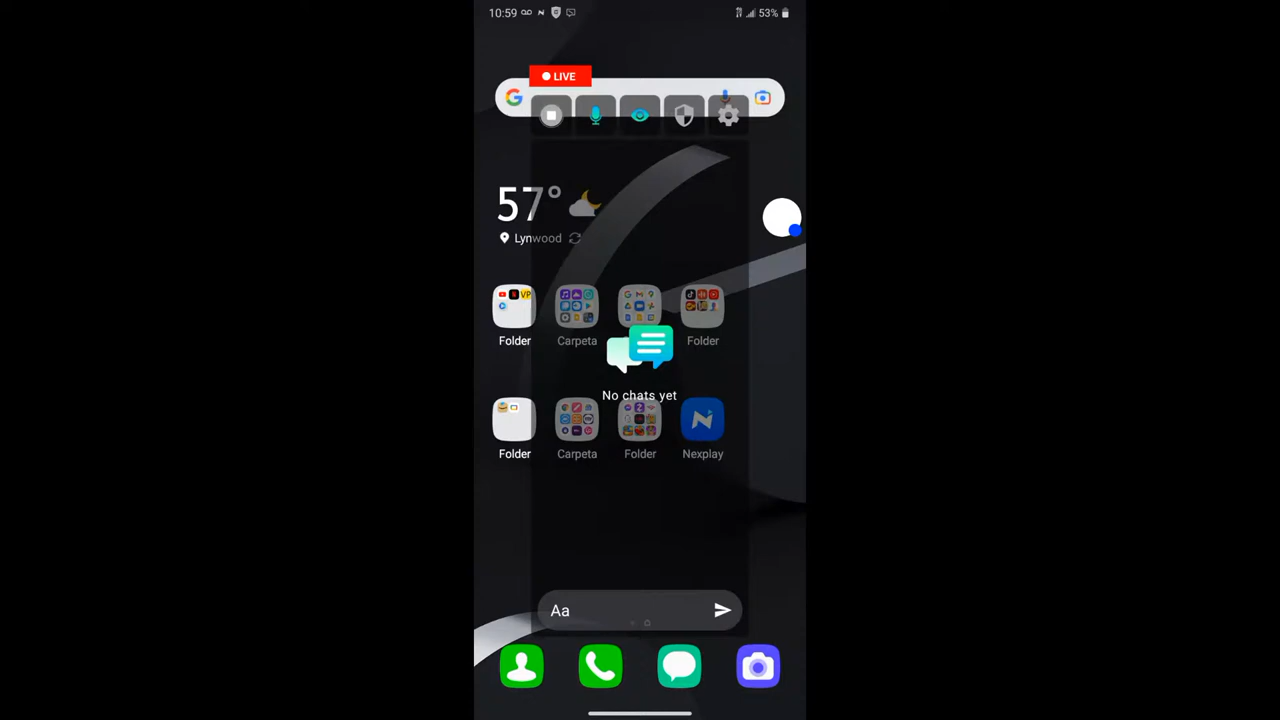 10:59
53%
LIVE
57°
Lynwood
Folder
Carpeta
Folder
No chats yet
Folder
Carpeta
Folder
Nexplay
Aa